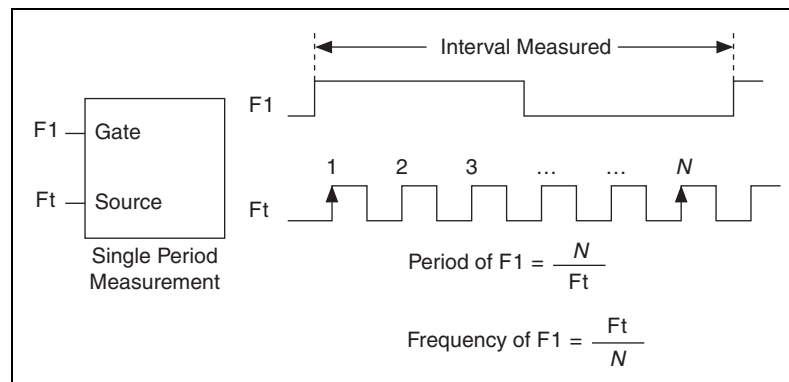 Interval Measured
F1
F1 Gate
1 2 3 … … N
Ft Source
Ft
Single Period
Measurement
Period of F1 = N
Ft
Frequency of F1 = Ft
N